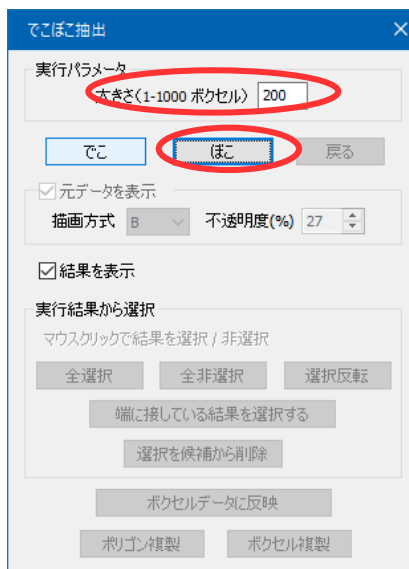 でこぼこ抽出
実行パラメータ
大きさ(1-1000 ボクセル) 200
でこ ぼこ 戻る
元データを表示
描画方式 B 不透明度(%) 27
結果を表示
実行結果から選択
マウスクリックで結果を選択 / 非選択
全選択 全非選択 選択反転
端に接している結果を選択する
選択を候補から削除
ボクセルデータに反映
ポリゴン複製 ボクセル複製